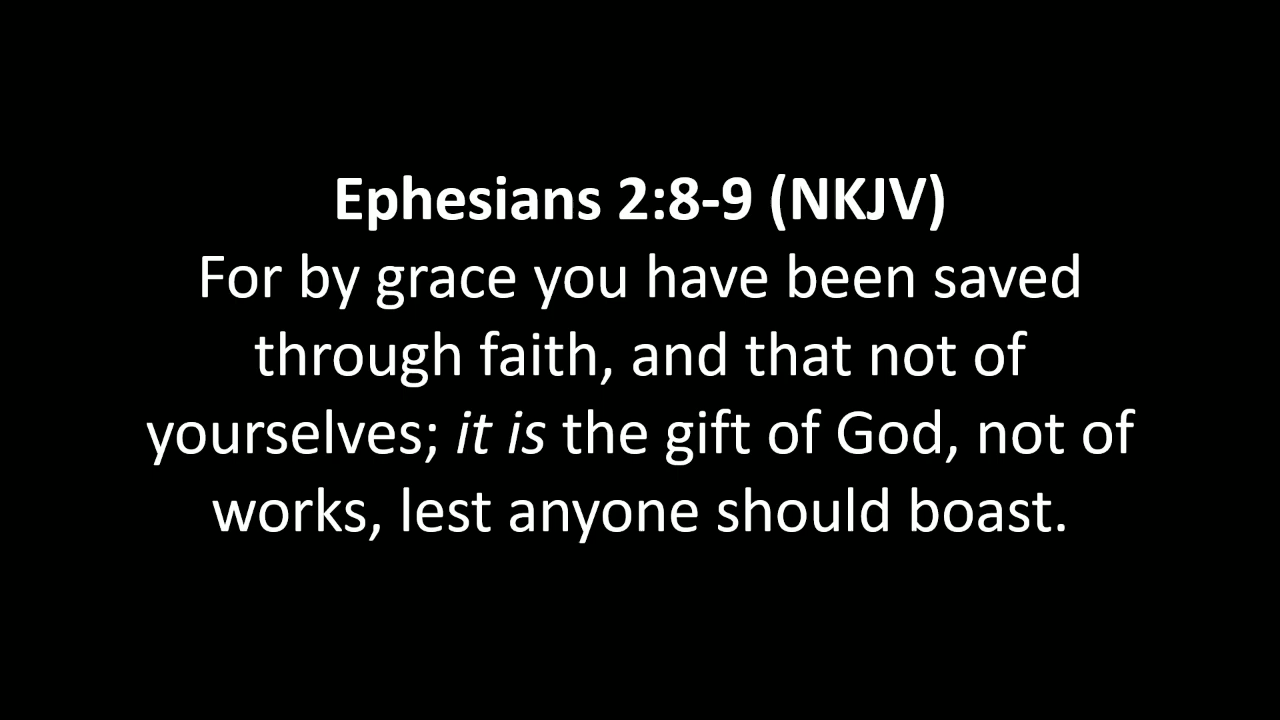 Ephesians 2:8-9 (NKJV)
For by grace you have been saved
through faith, and that not of
yourselves; it is the gift of God, not of
works, lest anyone should boast.